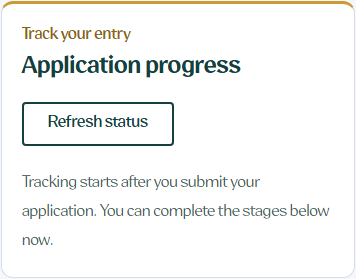 Track your entry
Application progress
Refresh status
Tracking starts after you submit your
application. You can complete the stages below
now.